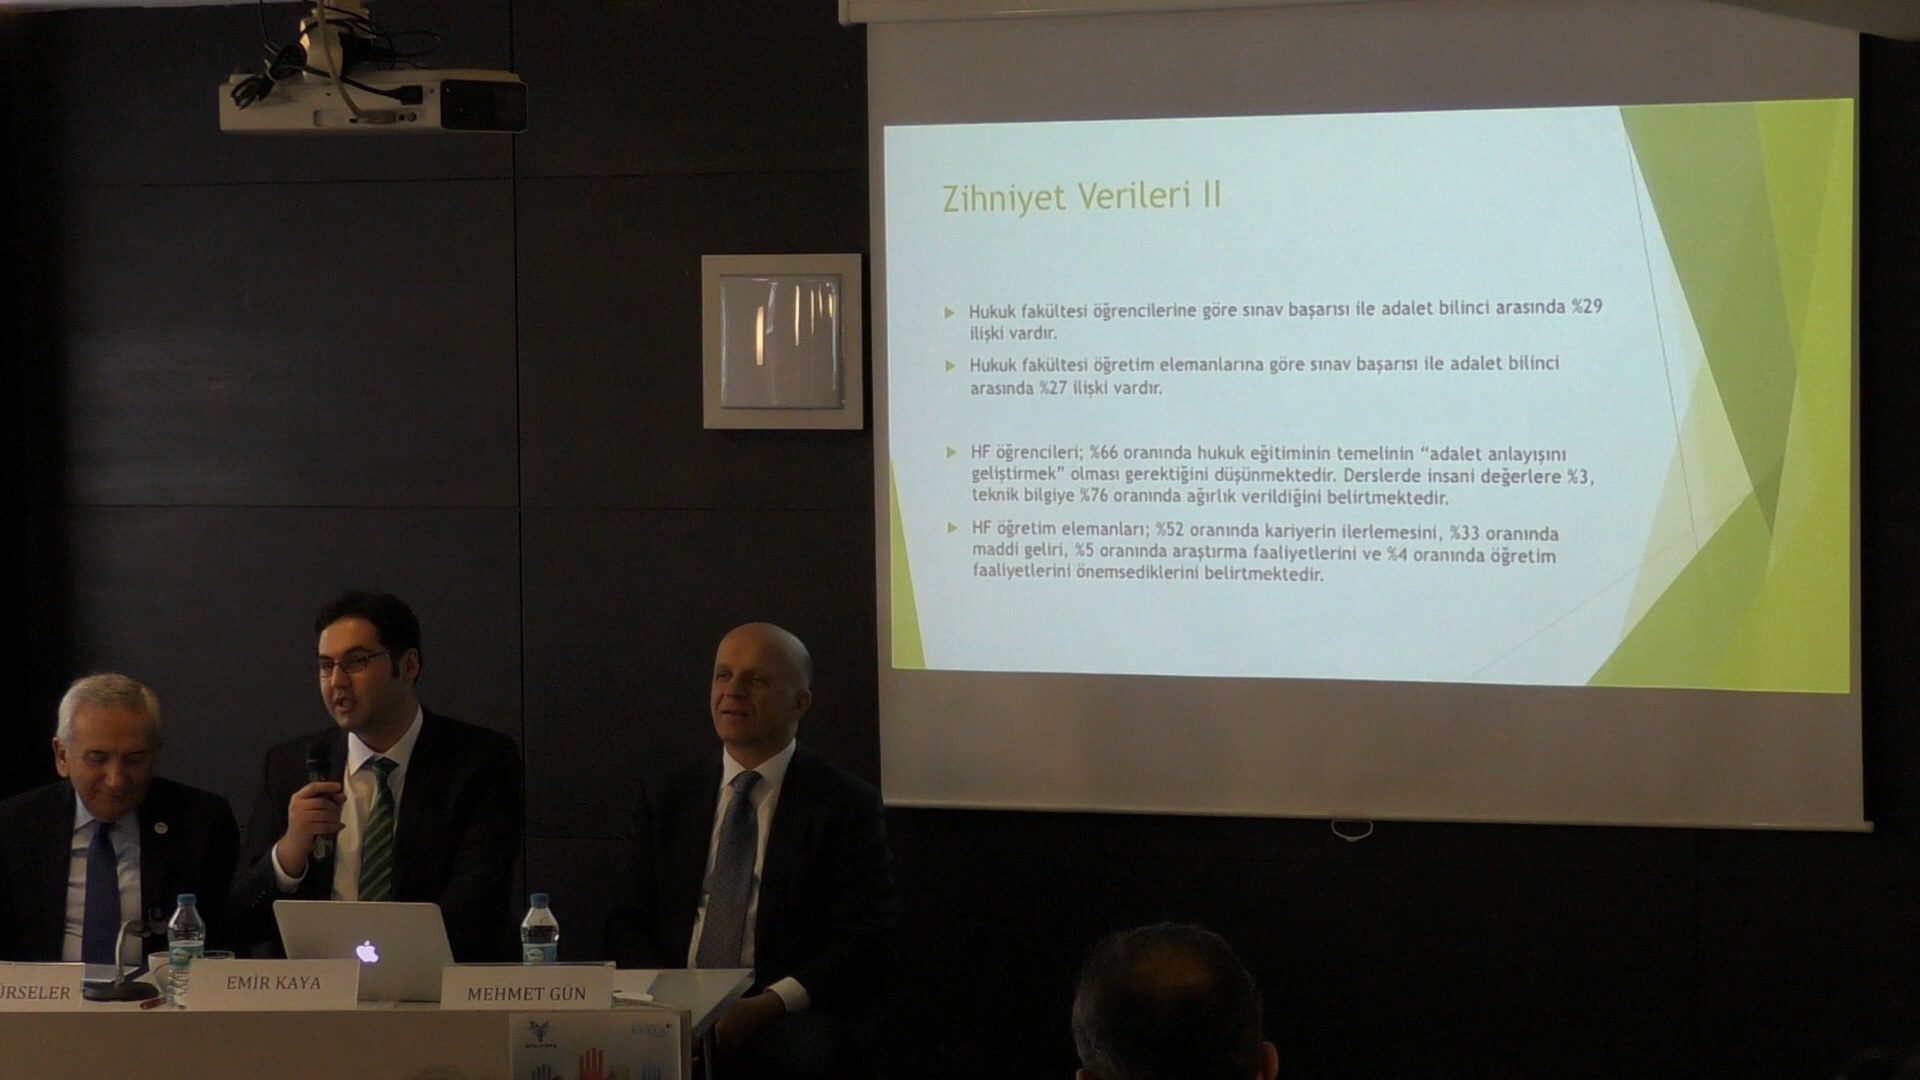 Zihniyet Verileri II
Hukuk fakültesi öğrencilerine göre sınav başarısı ile adalet bilinci arasında %29
ilişki vardır.
Hukuk fakültesi öğretim elemanlarına göre sınav başarısı ile adalet bilinci
arasında %27 ilişki vardır.
HF öğrencileri; %66 oranında hukuk eğitiminin temelinin “adalet anlayışını
geliştirmek” olması gerektiğini düşünmektedir. Derslerde insani değerlere %3,
teknik bilgiye %76 oranında ağırlık verildiğini belirtmektedir.
HF öğretim elemanları; %52 oranında kariyerin ilerlemesini, %33 oranında
maddi geliri, %5 oranında araştırma faaliyetlerini ve %4 oranında öğretim
faaliyetlerini önemsediklerini belirtmektedir.
ÜRSELER
EMİR KAYA
MEHMET GÜN